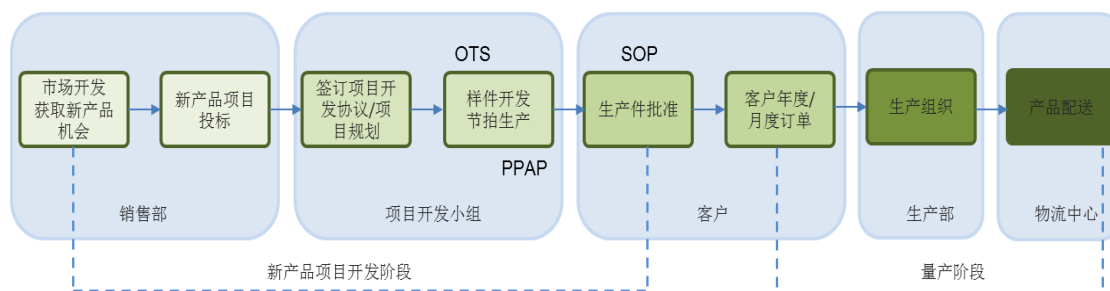 OTS
SOP
市场开发
获取新产品
机会
新产品项目
投标
签订项目开
发协议/项
目规划
样件开发
节拍生产
生产件批准
客户年度/
月度订单
生产组织
产品配送
PPAP
销售部
项目开发小组
客户
生产部
物流中心
新产品项目开发阶段
量产阶段